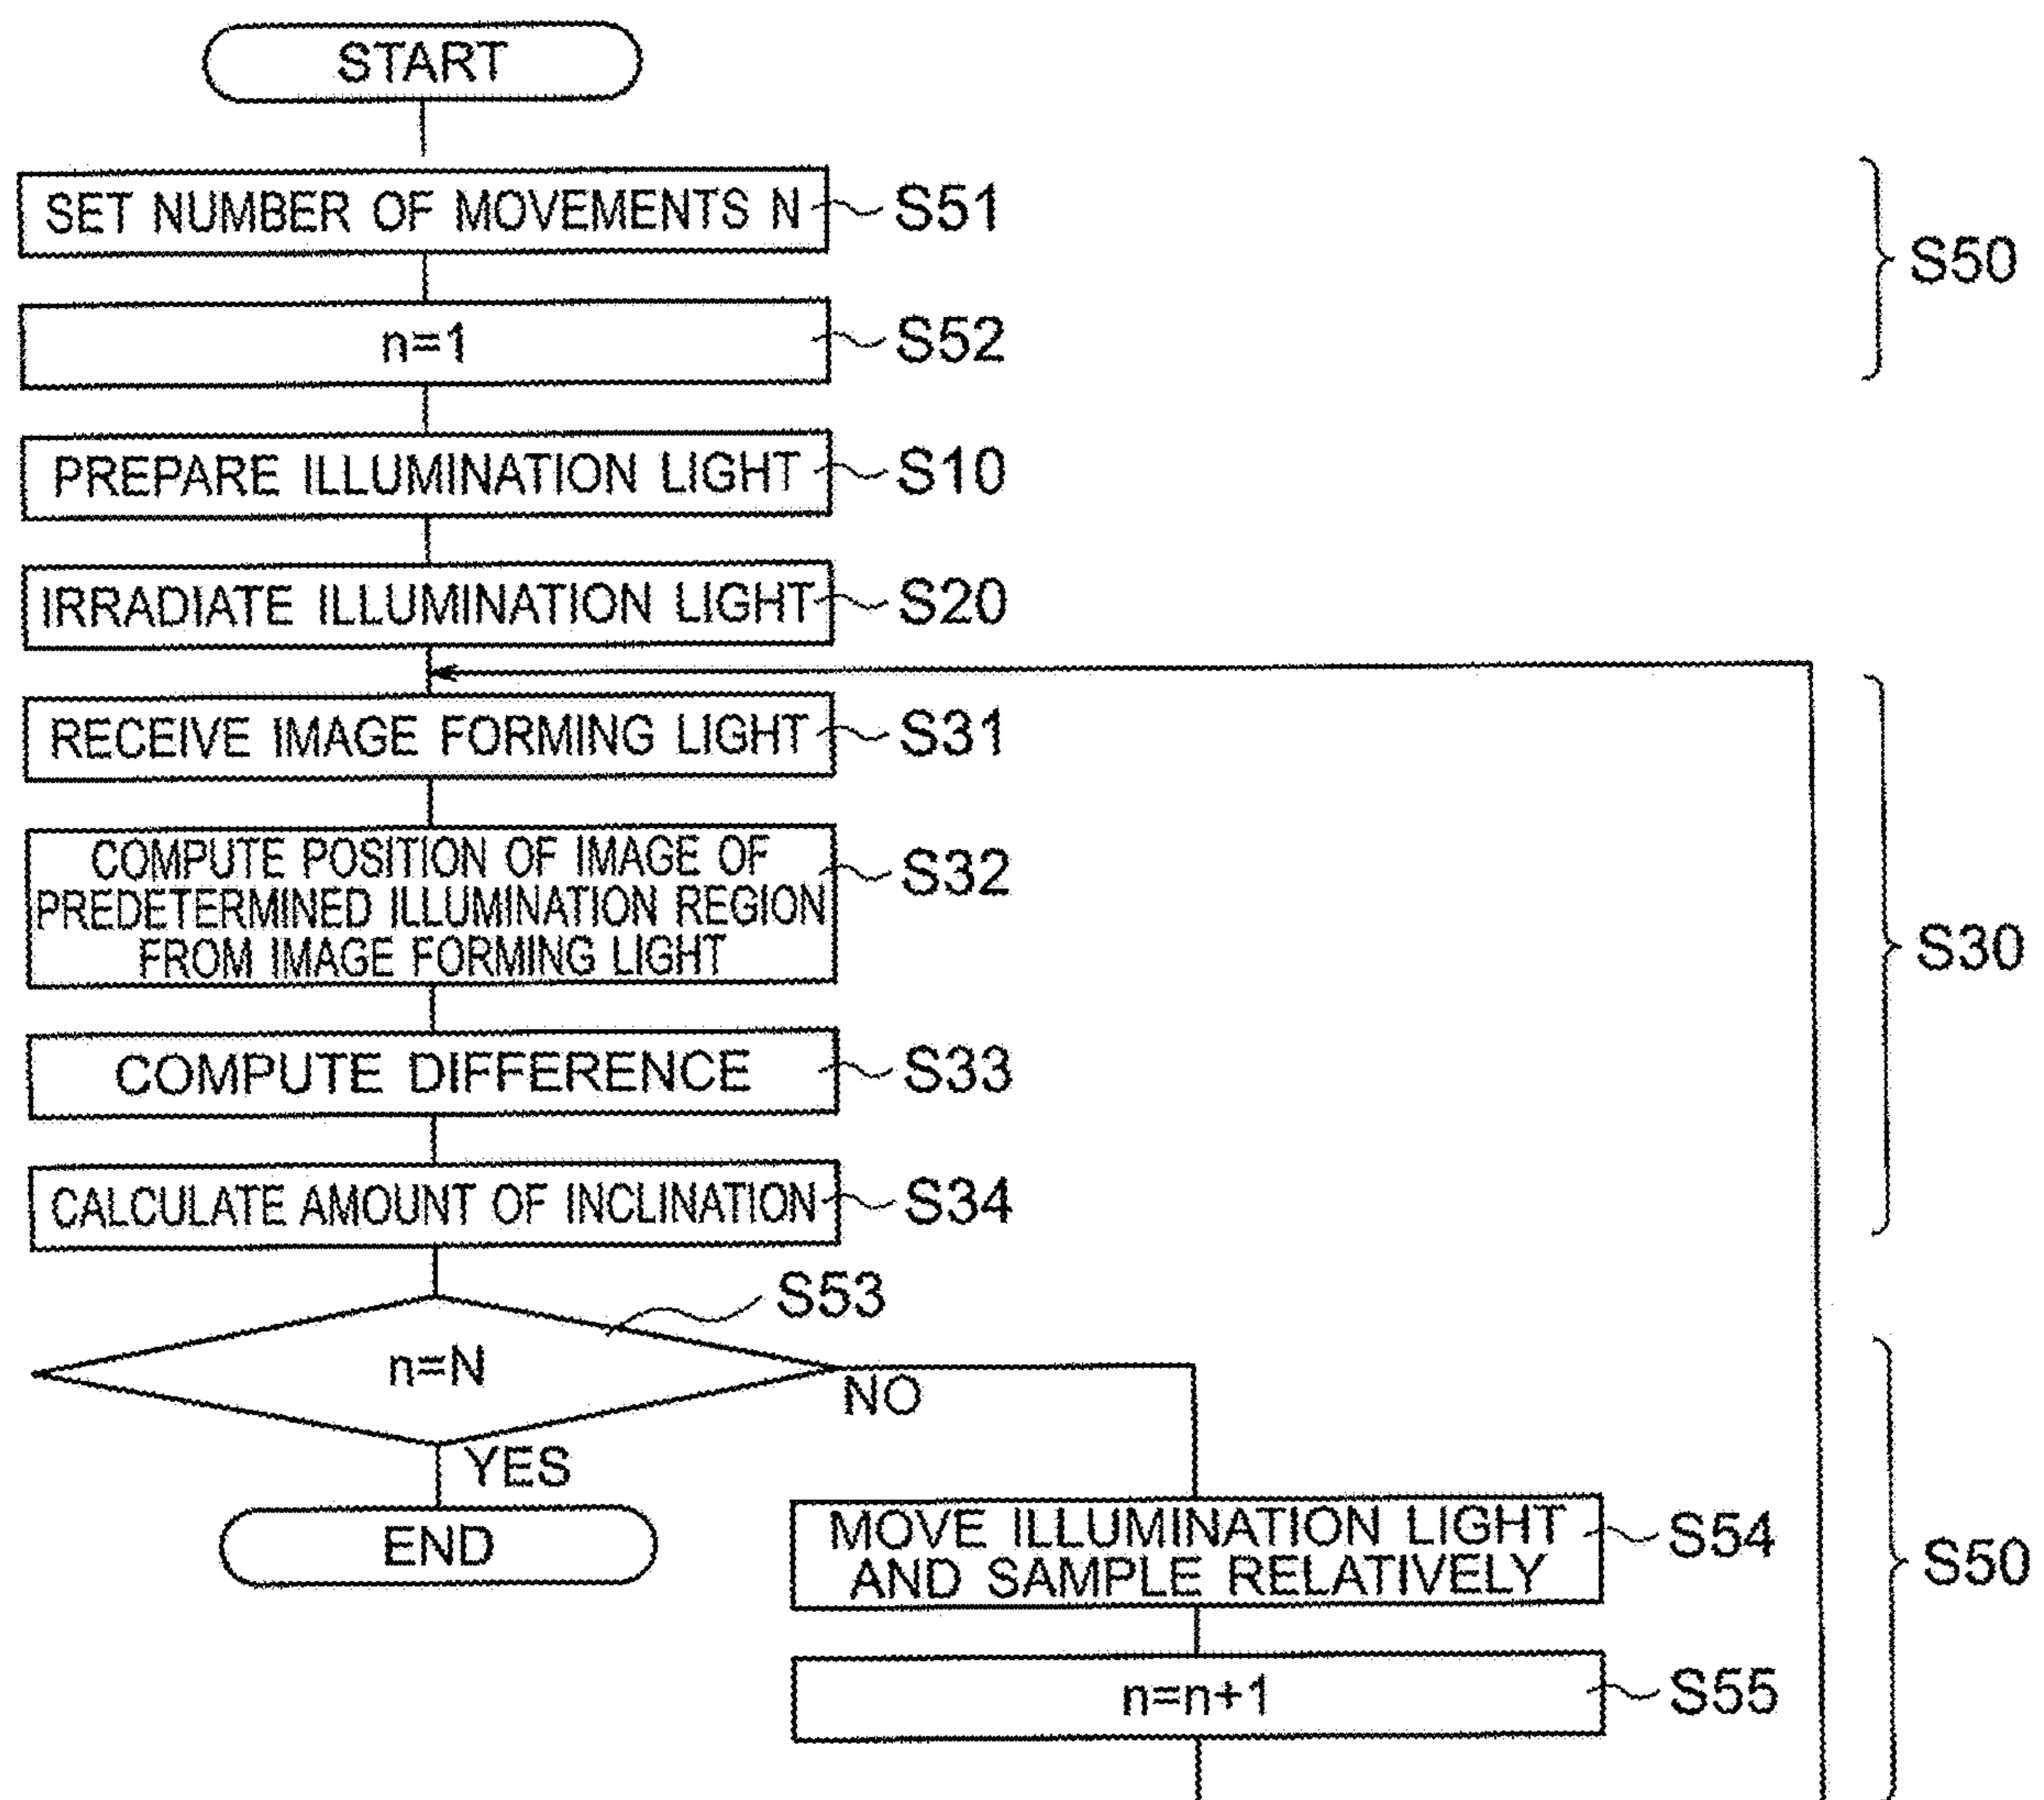 START
SET NUMBER OF MOVEMENTS N
S51
S50
n=1
S52
PREPARE ILLUMINATION LIGHT
S10
IRRADIATE ILLUMINATION LIGHT
S20
RECEIVE IMAGE FORMING LIGHT
S31
COMPUTE POSITION OF IMAGE OF
PREDETERMINED ILLUMINATION REGION
FROM IMAGE FORMING LIGHT
S32
S30
COMPUTE DIFFERENCE
S33
CALCULATE AMOUNT OF INCLINATION
S34
S53
n=N
NO
YES
END
MOVE ILLUMINATION LIGHT
AND SAMPLE RELATIVELY
S54
S50
n=n+1
S55